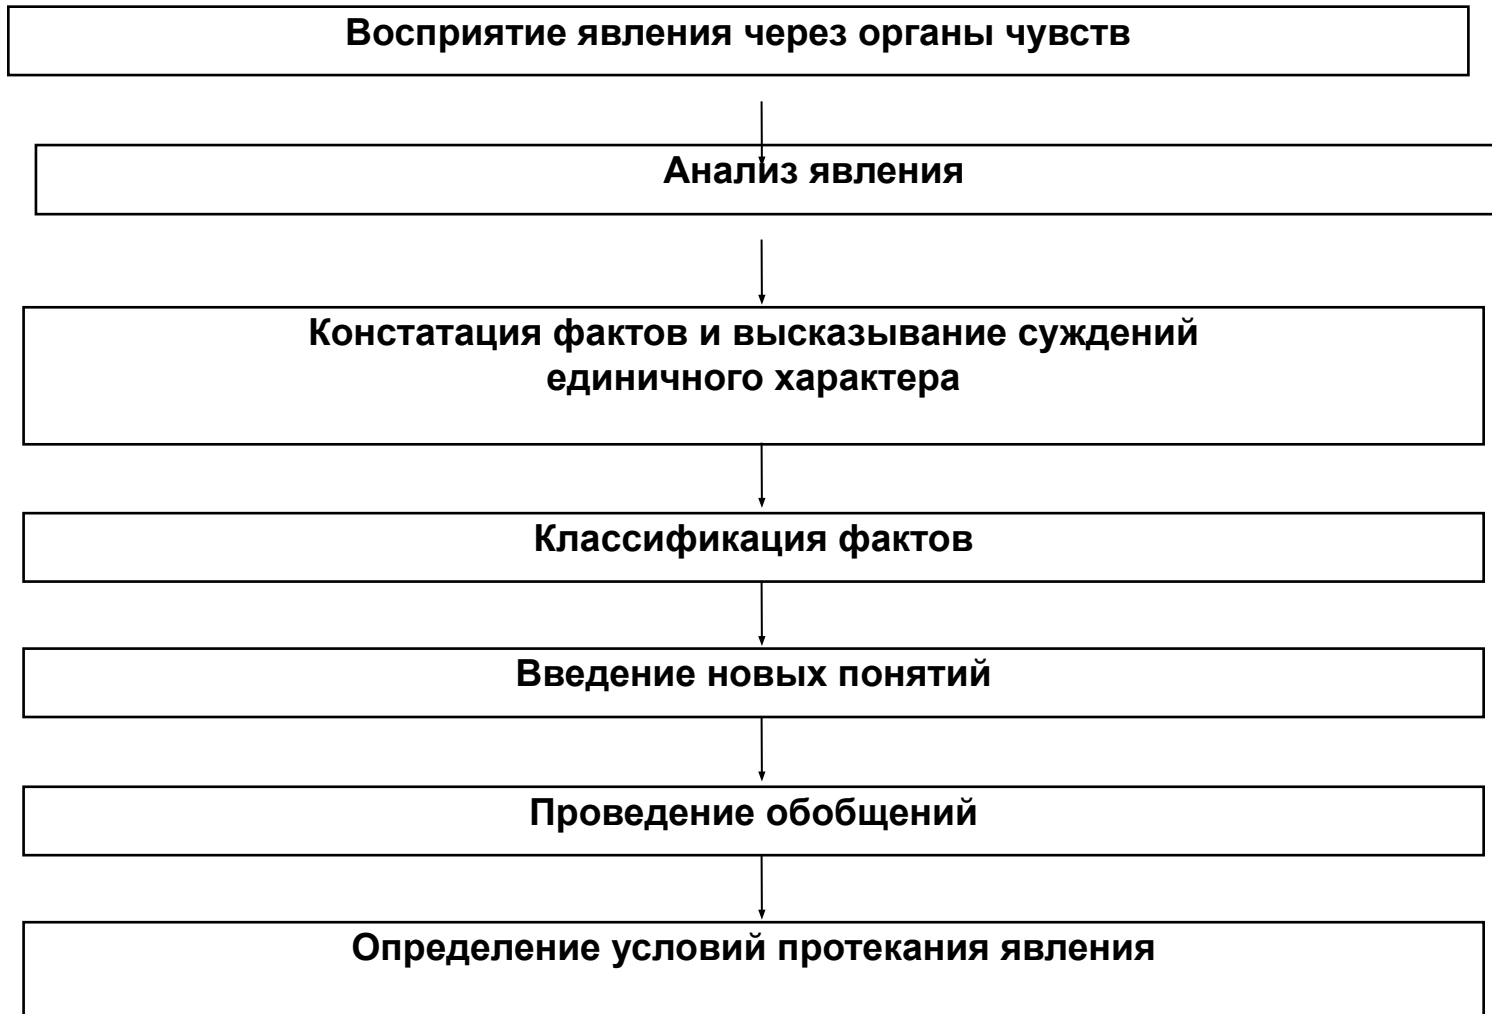 Восприятие явления через органы чувств
Анализ явления
Констатация фактов и высказывание суждений
единичного характера
Классификация фактов
Введение новых понятий
Проведение обобщений
Определение условий протекания явления